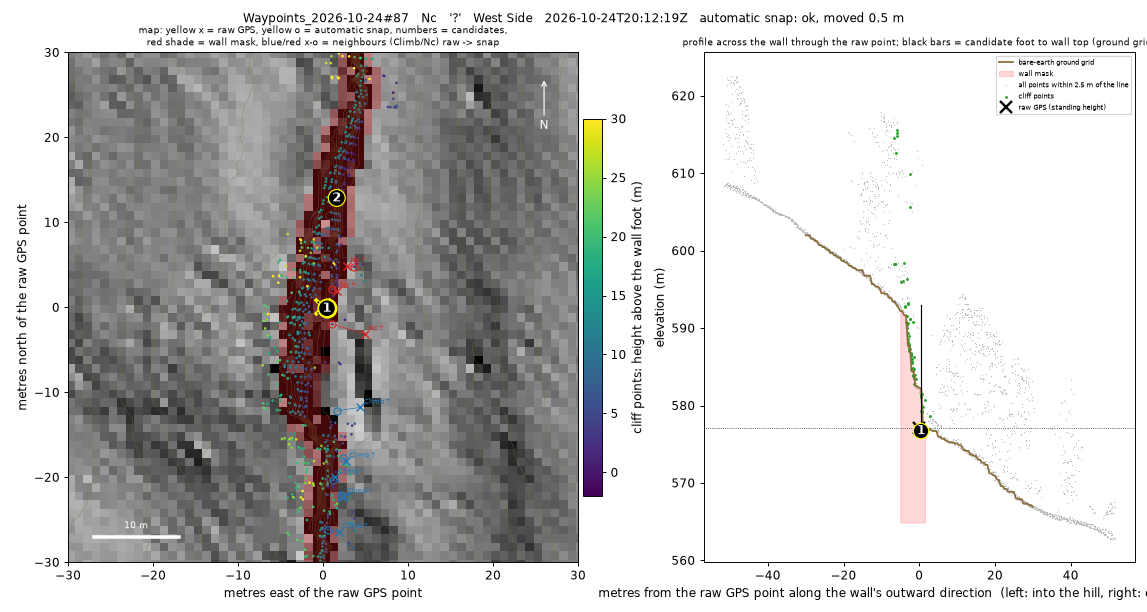 Waypoints_2026-10-24#87   Nc   '?'   West Side   2026-10-24T20:12:19Z   automatic snap: ok, moved 0.5 m
map: yellow x = raw GPS, yellow o = automatic snap, numbers = candidates,
red shade = wall mask, blue/red x-o = neighbours (Climb/Nc) raw -> snap
profile across the wall through the raw point; black bars = candidate foot to wall top (ground gri
30
20
10
0
−10
−20
−30
−30
−20
−10
0
10
20
30
metres north of the raw GPS point
metres east of the raw GPS point
N
10 m
2
1
30
25
20
15
10
5
0
cliff points: height above the wall foot (m)
bare-earth ground grid
wall mask
all points within 2.5 m of the line
cliff points
raw GPS (standing height)
620
610
600
590
580
570
560
elevation (m)
1
−40
−20
0
20
40
metres from the raw GPS point along the wall's outward direction  (left: into the hill, right: